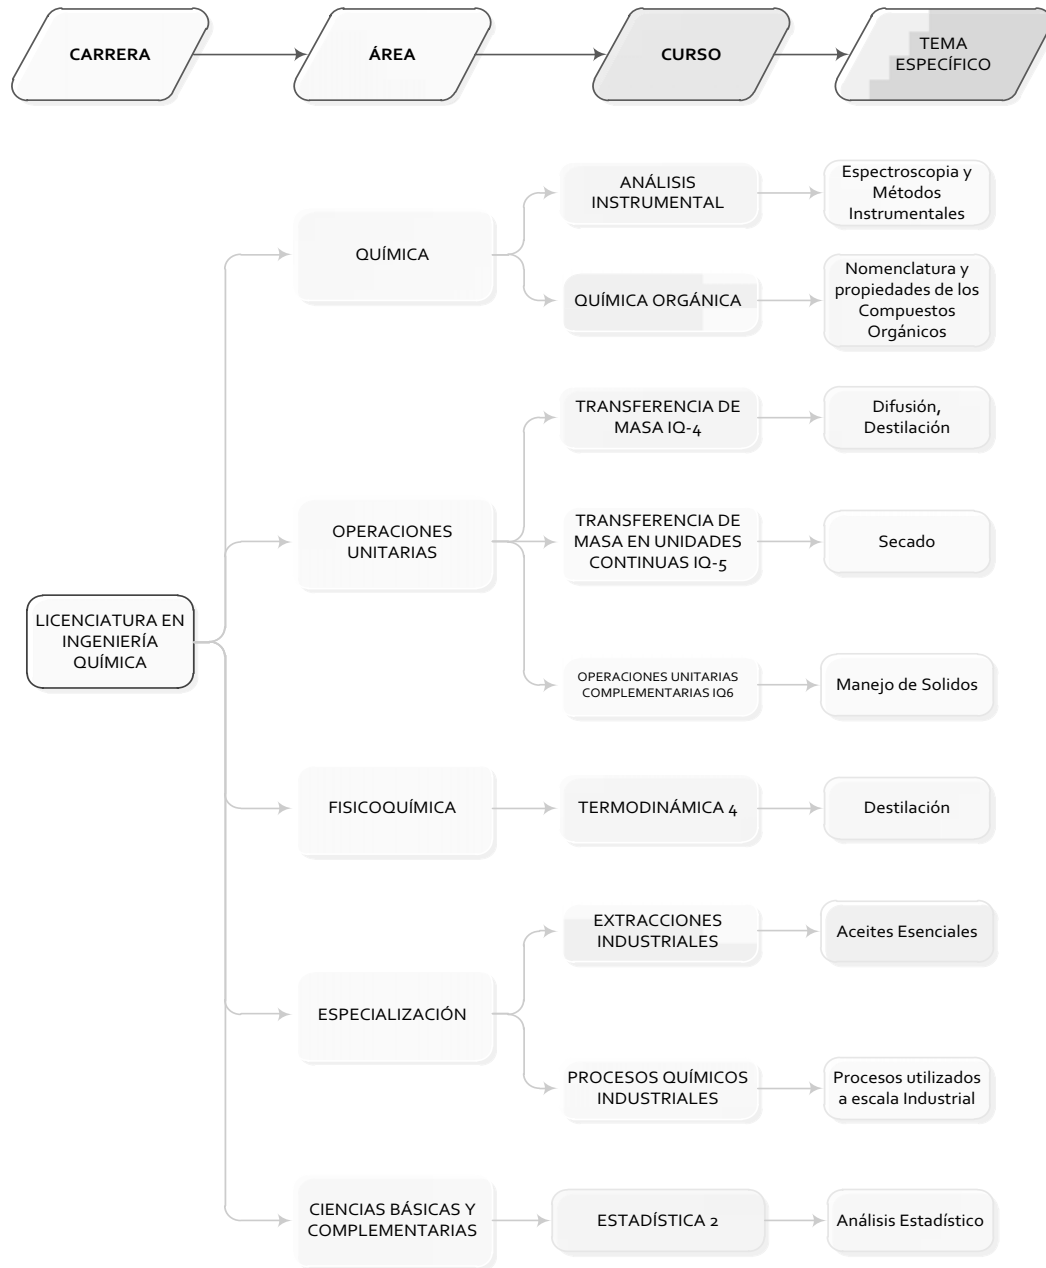 CARRERA
ÁREA
CURSO
TEMA
ESPECÍFICO
ANÁLISIS
INSTRUMENTAL
Espectroscopia y
Métodos
Instrumentales
QUÍMICA
QUÍMICA ORGÁNICA
Nomenclatura y
propiedades de los
Compuestos
Orgánicos
TRANSFERENCIA DE
MASA IQ-4
Difusión,
Destilación
OPERACIONES
UNITARIAS
TRANSFERENCIA DE
MASA EN UNIDADES
CONTINUAS IQ-5
Secado
LICENCIATURA EN
INGENIERÍA
QUÍMICA
OPERACIONES UNITARIAS
COMPLEMENTARIAS IQ6
Manejo de Solidos
FISICOQUÍMICA
TERMODINÁMICA 4
Destilación
EXTRACCIONES
INDUSTRIALES
Aceites Esenciales
ESPECIALIZACIÓN
PROCESOS QUÍMICOS
INDUSTRIALES
Procesos utilizados
a escala Industrial
CIENCIAS BÁSICAS Y
COMPLEMENTARIAS
ESTADÍSTICA 2
Análisis Estadístico